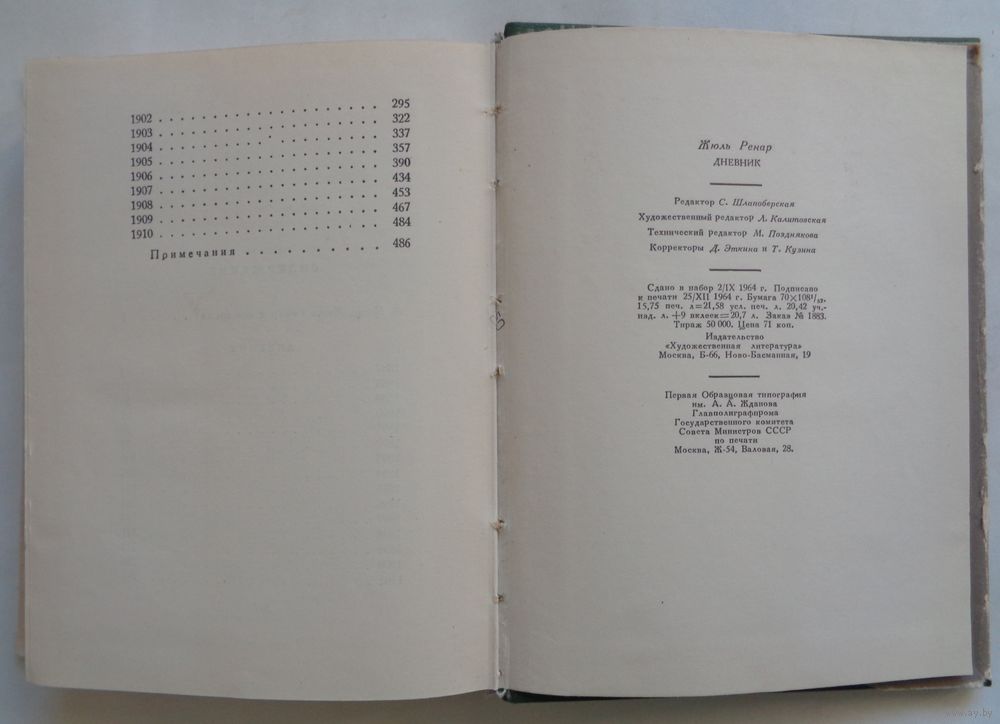 1902 . . . . . . . . . . . . . . . . 295
1903 . . . . . . . . . . . . . . . . 322
1904 . . . . . . . . . . . . . . . . 337
1905 . . . . . . . . . . . . . . . . 357
1906 . . . . . . . . . . . . . . . . 390
1907 . . . . . . . . . . . . . . . . 434
1908 . . . . . . . . . . . . . . . . 453
1909 . . . . . . . . . . . . . . . . 467
1910 . . . . . . . . . . . . . . . . 484
Примечания . . . . . . . . . . 486
Жюль Ренар
ДНЕВНИК
Редактор С. Шлапоберская
Художественный редактор Л. Калитовская
Технический редактор М. Позднякова
Корректоры Д. Эткина и Т. Кузина
Сдано в набор 2/IX 1964 г. Подписано
к печати 25/XII 1964 г. Бумага 70×108¹/₃₂.
15,75 печ. л=21,58 усл. печ. л. 20,42 уч.-
изд. л. +9 вклеек=20,7 л. Заказ № 1883.
Тираж 50 000. Цена 71 коп.
Издательство
«Художественная литература»
Москва, Б-66, Ново-Басманная, 19
Первая Образцовая типография
им. А. А. Жданова
Главполиграфпрома
Государственного комитета
Совета Министров СССР
по печати
Москва, Ж-54, Валовая, 28.
www.ay.by